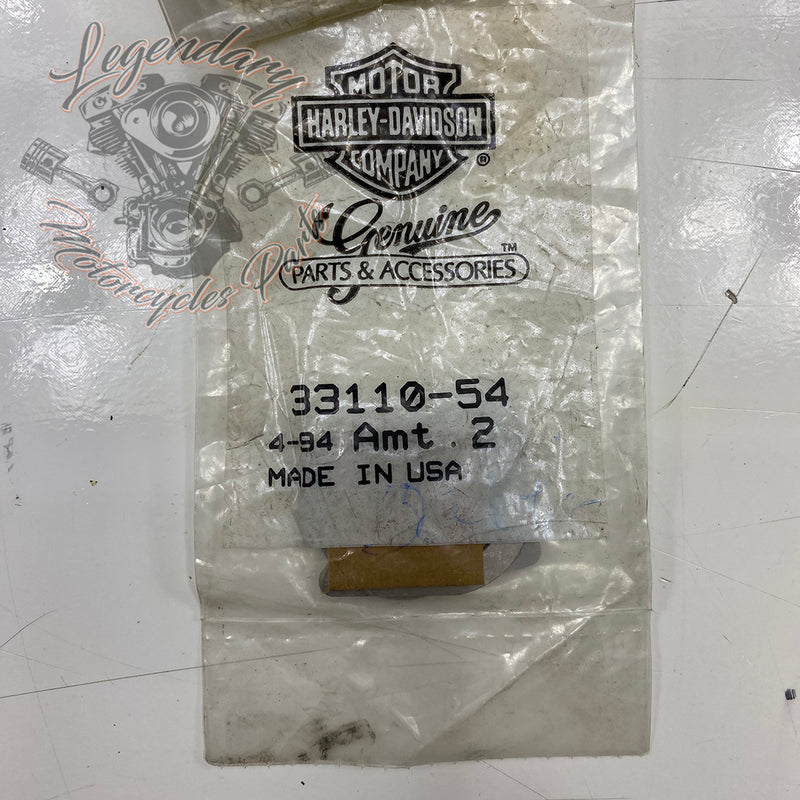 Legendary
Motorcycles Parts
MOTOR
HARLEY-DAVIDSON
COMPANY
®
Genuine
TM
PARTS & ACCESSORIES
33110-54
4-94 Amt. 2
MADE IN USA